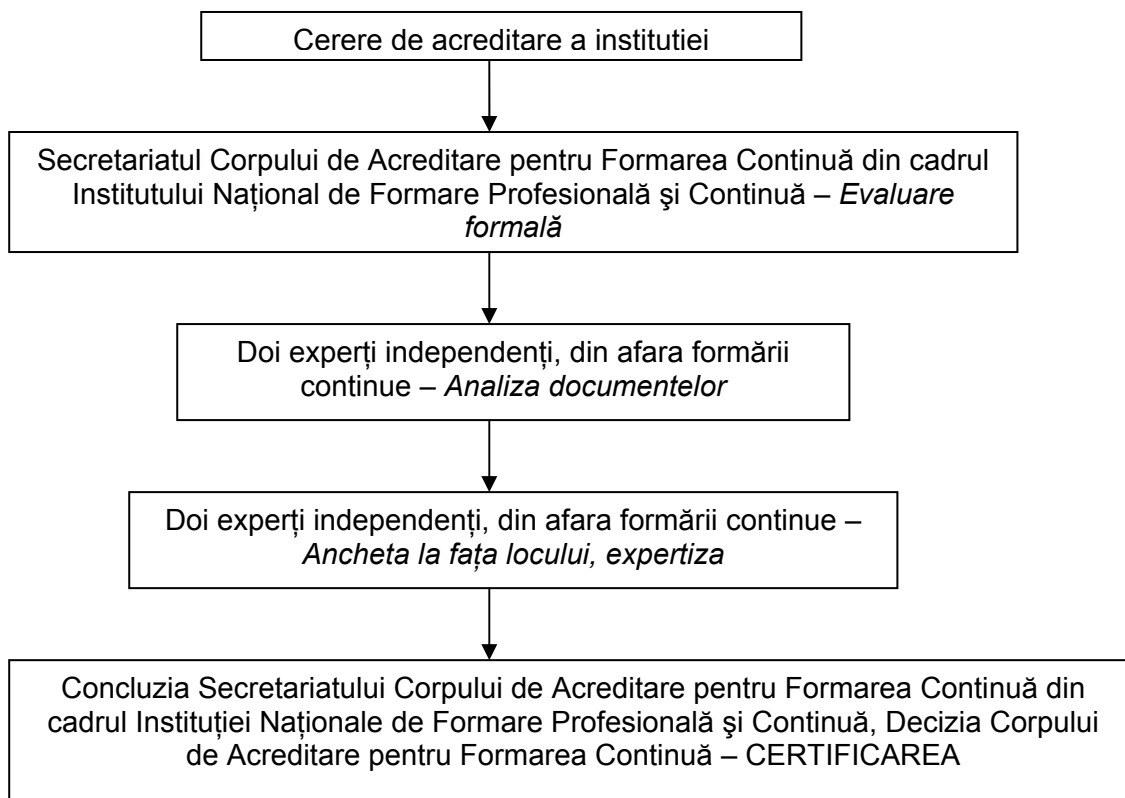 Cerere de acreditare a institutiei
Secretariatul Corpului de Acreditare pentru Formarea Continuă din cadrul
Institutului Național de Formare Profesională şi Continuă – Evaluare
formală
Doi experți independenți, din afara formării
continue – Analiza documentelor
Doi experți independenți, din afara formării continue –
Ancheta la fața locului, expertiza
Concluzia Secretariatului Corpului de Acreditare pentru Formarea Continuă din
cadrul Instituției Naționale de Formare Profesională şi Continuă, Decizia Corpului
de Acreditare pentru Formarea Continuă – CERTIFICAREA